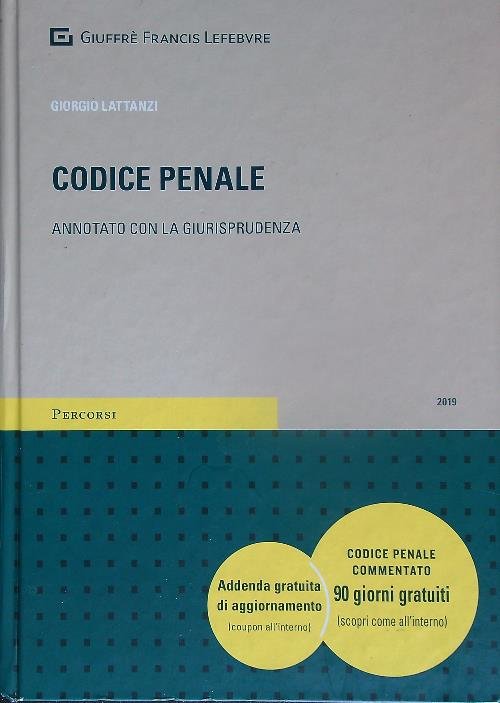 GIUFFRÈ FRANCIS LEFEBVRE
GIORGIO LATTANZI
CODICE PENALE
ANNOTATO CON LA GIURISPRUDENZA
2019
PERCORSI
CODICE PENALE
COMMENTATO
90 giorni gratuiti
(scopri come all'interno)
Addenda gratuita
di aggiornamento
(coupon all'interno)